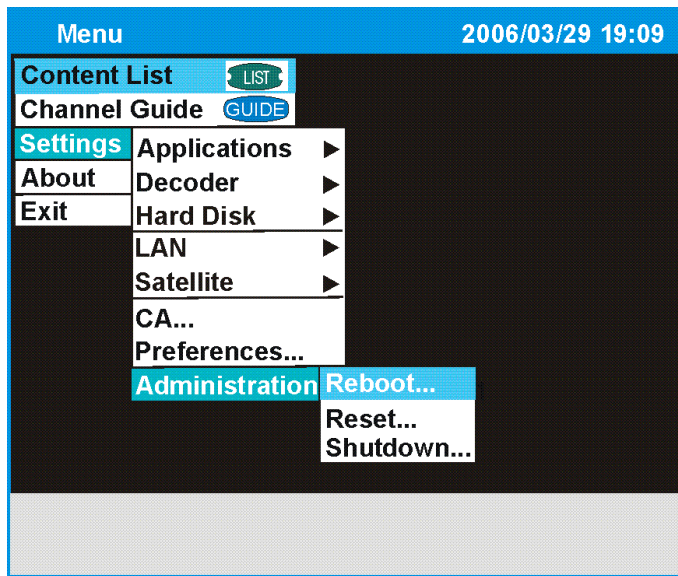 Menu 2006/03/29 19:09
Content List LIST
Channel Guide GUIDE
Settings
About
Exit
Applications
Decoder
Hard Disk
LAN
Satellite
CA...
Preferences...
Administration
Reboot...
Reset...
Shutdown...